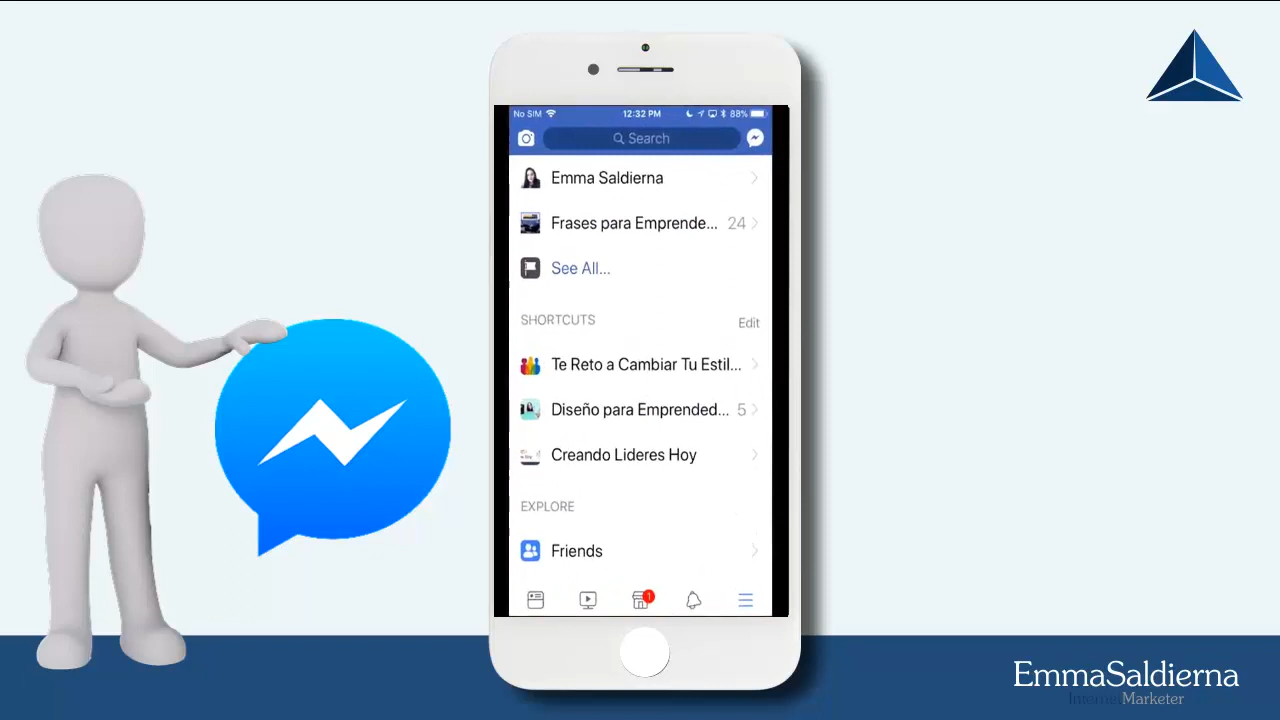 No SIM 12:32 PM 88%
Search
Emma Saldierna
Frases para Emprende... 24
See All...
SHORTCUTS Edit
Te Reto a Cambiar Tu Estil...
Diseño para Emprended... 5
Creando Lideres Hoy
EXPLORE
Friends
1
EmmaSaldierna
Internet Marketer